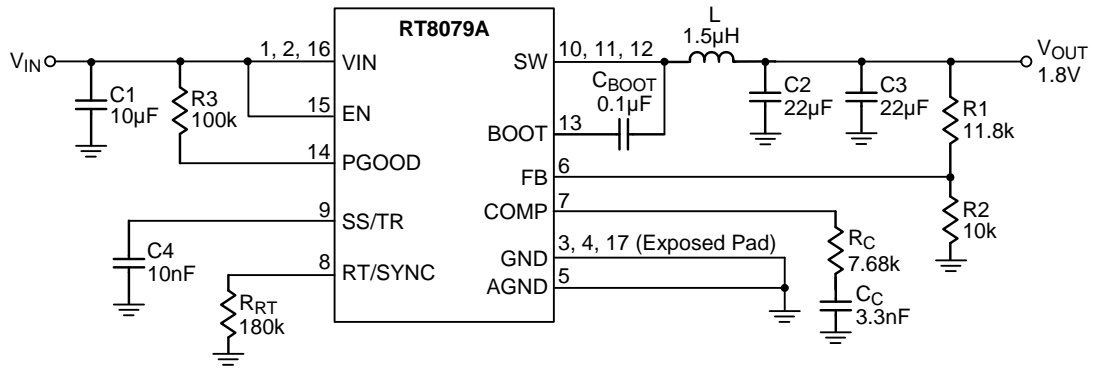 RT8079A
VIN
1, 2, 16
VIN
C1
10µF
R3
100k
15
EN
14
PGOOD
9
SS/TR
C4
10nF
8
RT/SYNC
RRT
180k
SW
10, 11, 12
L
1.5µH
CBOOT
0.1µF
BOOT
13
C2
22µF
C3
22µF
VOUT
1.8V
R1
11.8k
FB
6
R2
10k
COMP
7
RC
7.68k
CC
3.3nF
GND
3, 4, 17 (Exposed Pad)
AGND
5